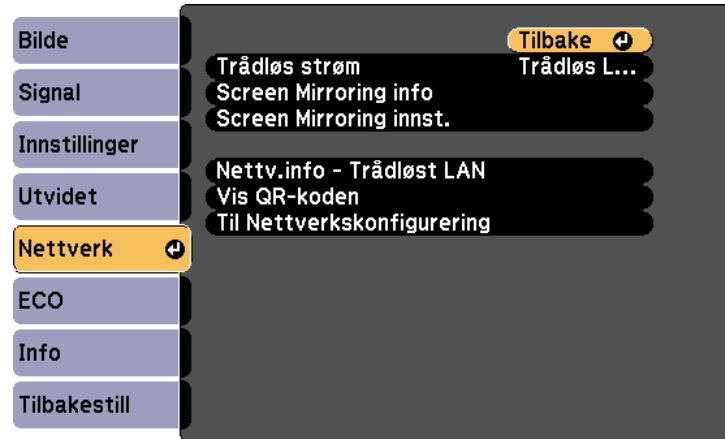 Bilde
Signal
Innstillinger
Utvidet
Nettverk
ECO
Info
Tilbakestill
Tilbake
Trådløs strøm Trådløs L...
Screen Mirroring info
Screen Mirroring innst.
Nettv.info - Trådløst LAN
Vis QR-koden
Til Nettverkskonfigurering